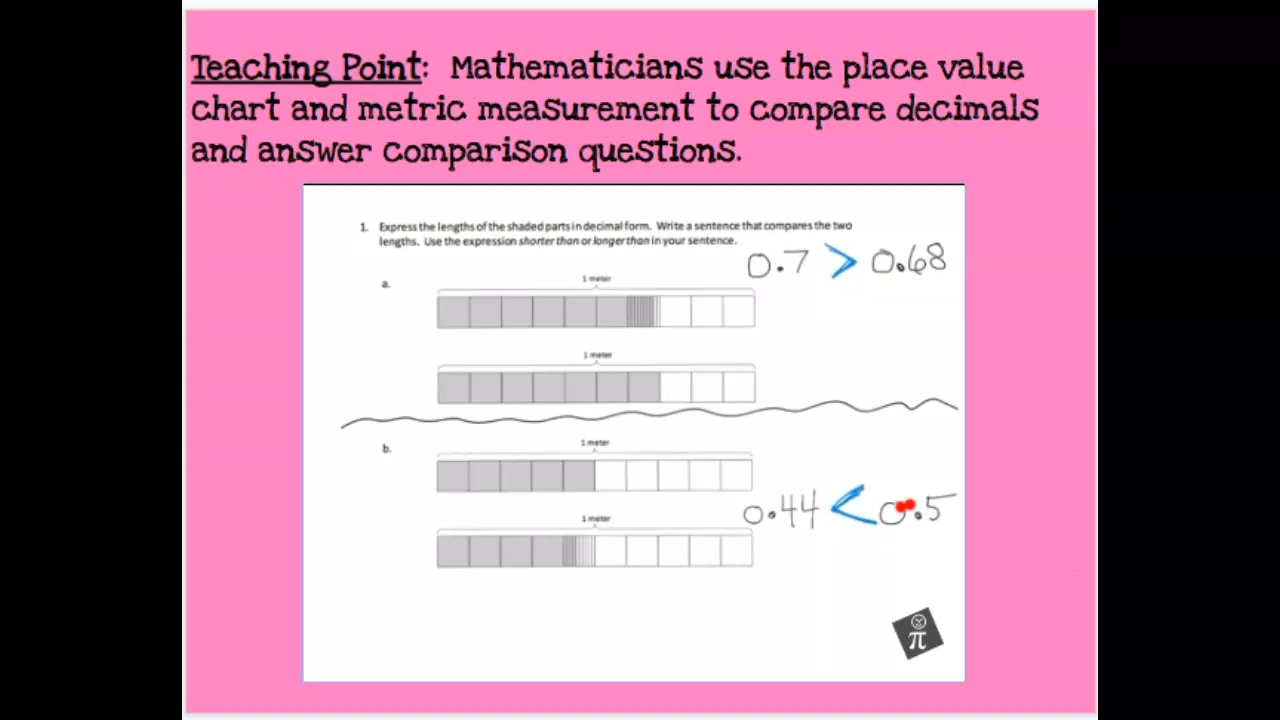 Teaching Point: Mathematicians use the place value
chart and metric measurement to compare decimals
and answer comparison questions.
1. Express the lengths of the shaded parts in decimal form. Write a sentence that compares the two
lengths. Use the expression shorter than or longer than in your sentence.
0.7 > 0.68
a.
1 meter
1 meter
b.
1 meter
0.44 < 0.5
1 meter
π